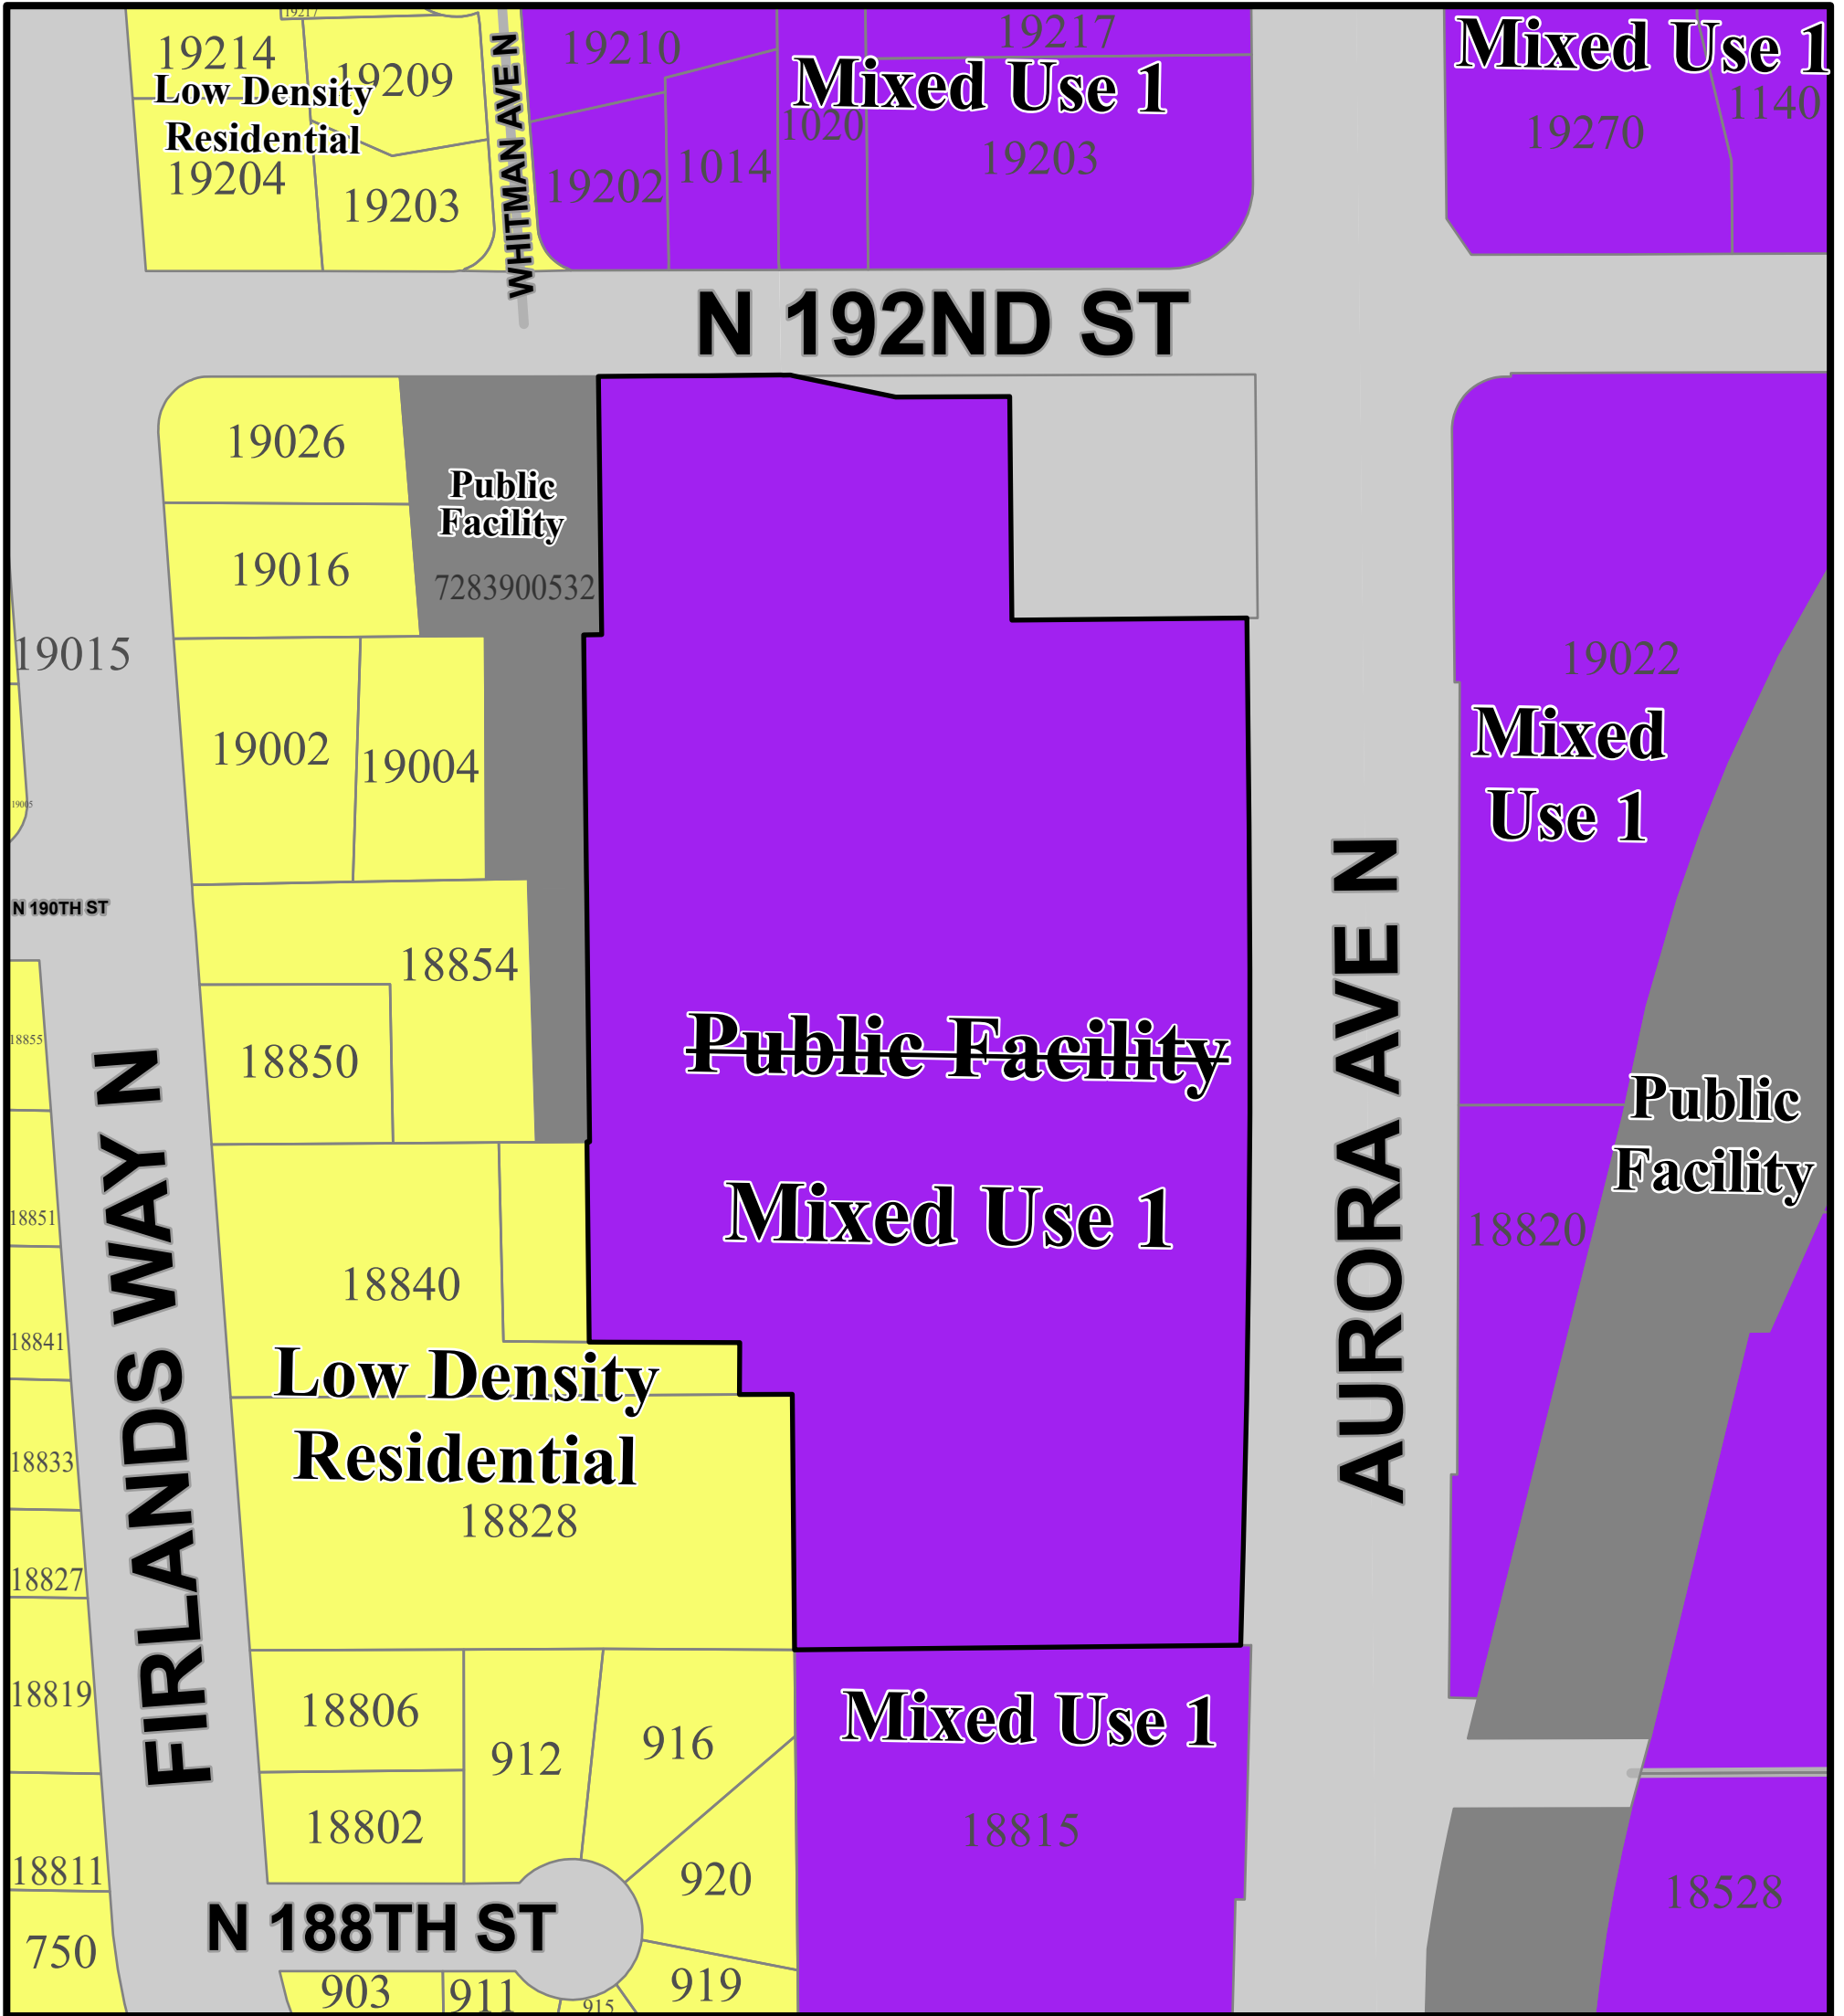 19217
19214
19209
Low Density
Residential
19204
19203
WHITMAN AVE N
19210
19202
1014
1020
19217
Mixed Use 1
19203
Mixed Use 1
19270
1140
N 192ND ST
19026
19016
Public
Facility
7283900532
19015
19002
19004
19005
N 190TH ST
18854
18850
18855
18851
18841
18833
18827
18819
18811
750
FIRLANDS WAY N
18840
Low Density
Residential
18828
Public Facility
Mixed Use 1
AURORA AVE N
19022
Mixed
Use 1
Public
Facility
18820
18806
18802
912
916
920
919
N 188TH ST
903
911
915
Mixed Use 1
18815
18528